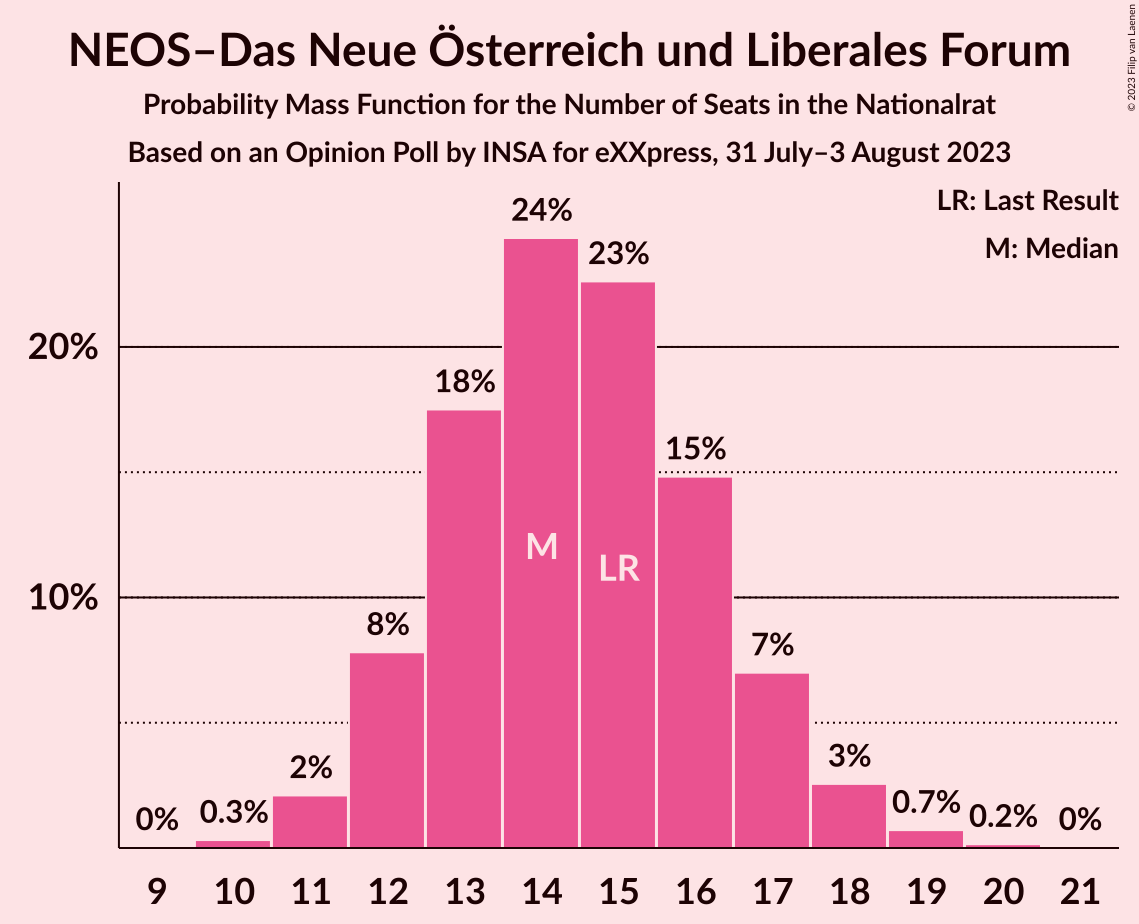 NEOS–Das Neue Österreich und Liberales Forum
Probability Mass Function for the Number of Seats in the Nationalrat
Based on an Opinion Poll by INSA for eXXpress, 31 July–3 August 2023
© 2023 Filip van Laenen
LR: Last Result
M: Median
24%
23%
20%
18%
15%
M
LR
10%
8%
7%
3%
2%
0.7%
0.3%
0.2%
0%
0%
9 10 11 12 13 14 15 16 17 18 19 20 21